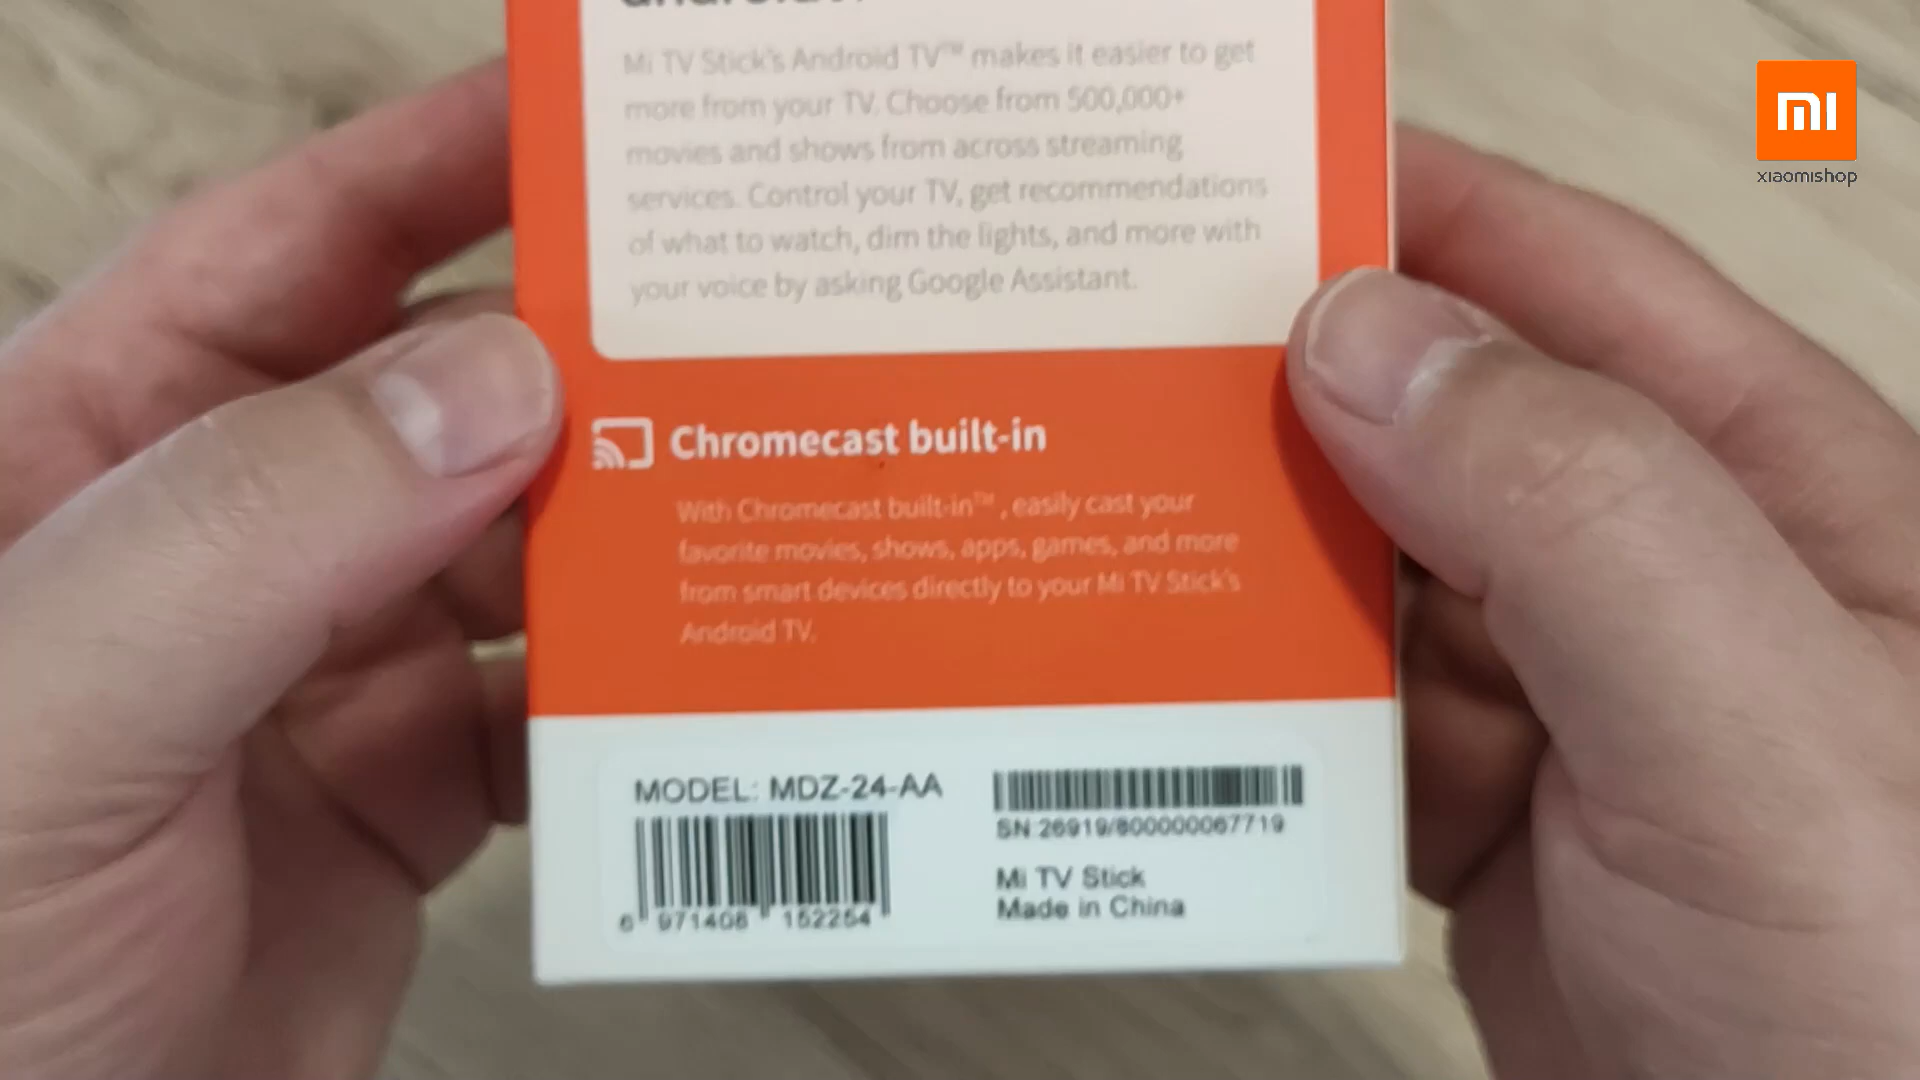 androidtv
Mi TV Stick's Android TV™ makes it easier to get
more from your TV. Choose from 500,000+
movies and shows from across streaming
services. Control your TV, get recommendations
of what to watch, dim the lights, and more with
your voice by asking Google Assistant.
Chromecast built-in
With Chromecast built-in™, easily cast your
favorite movies, shows, apps, games, and more
from smart devices directly to your Mi TV Stick's
Android TV.
MODEL: MDZ-24-AA
6 971408 152254
SN:26919/800000067719
Mi TV Stick
Made in China
mi
xiaomishop